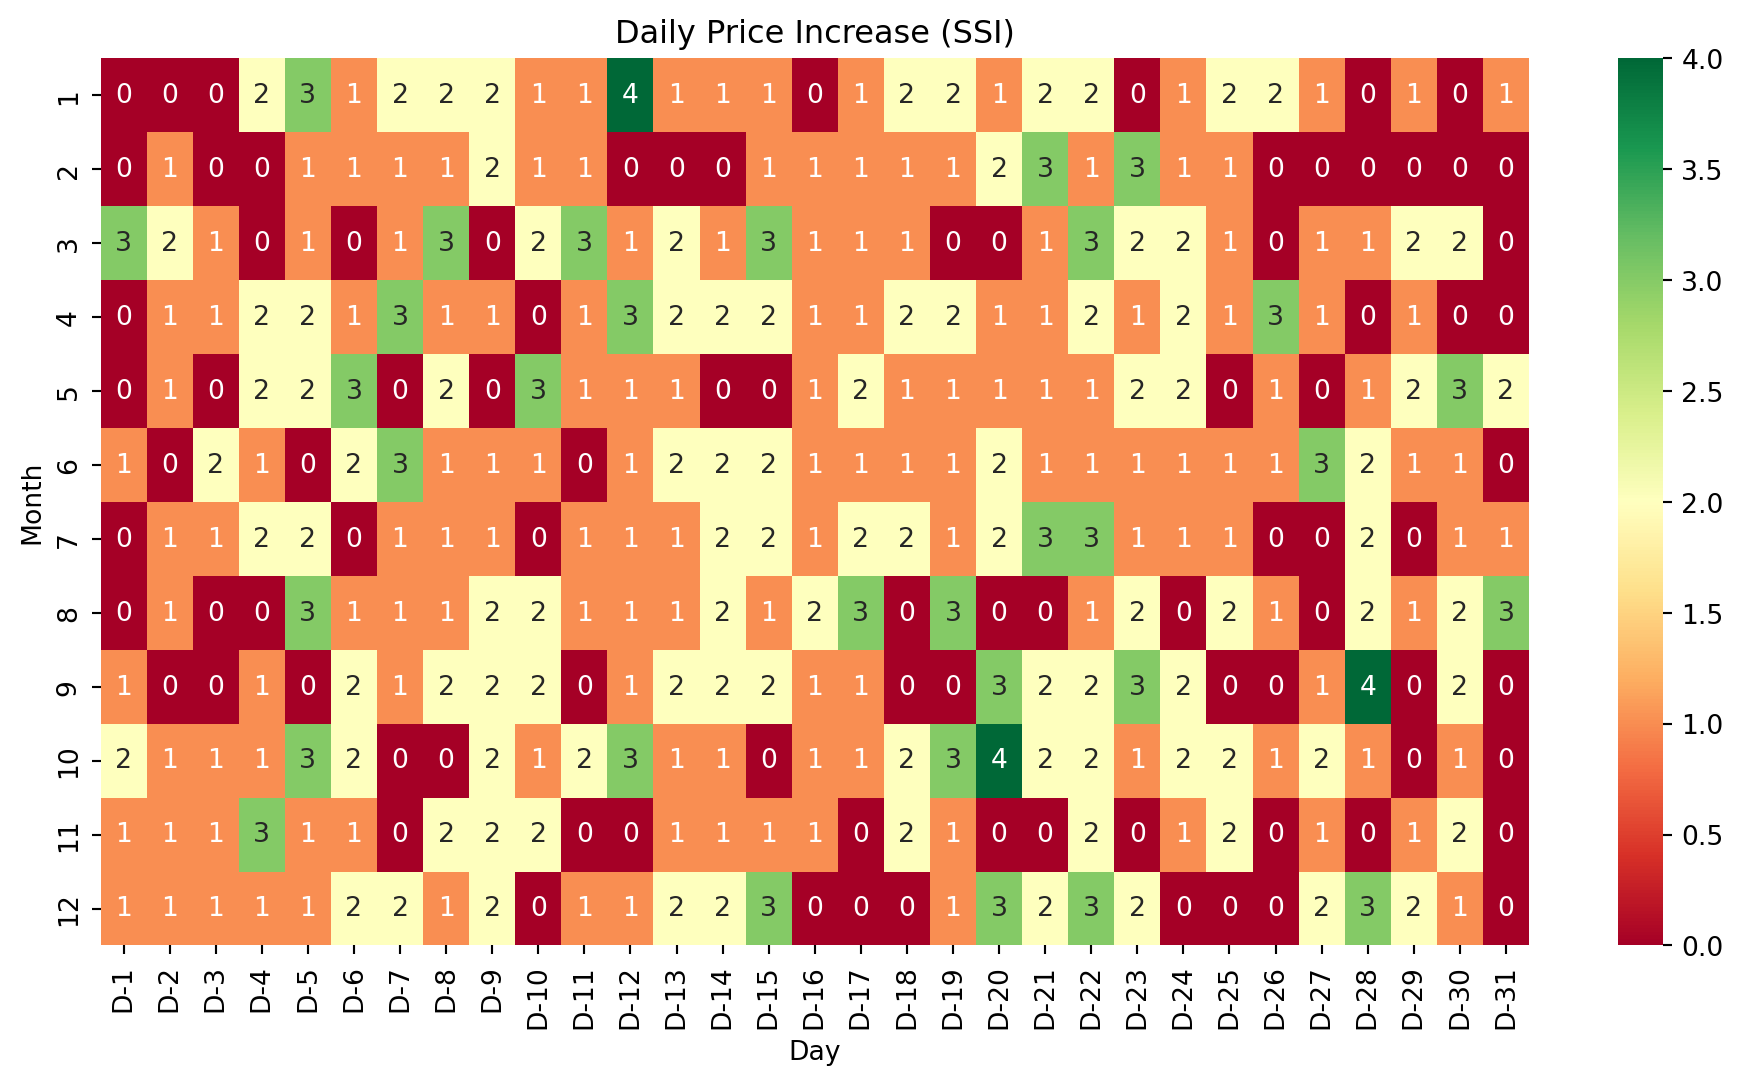 Daily Price Increase (SSI)
1 0 0 0 2 3 1 2 2 2 1 1 4 1 1 1 0 1 2 2 1 2 2 0 1 2 2 1 0 1 0 1
2 0 1 0 0 1 1 1 1 2 1 1 0 0 0 1 1 1 1 1 2 3 1 3 1 1 0 0 0 0 0 0
3 3 2 1 0 1 0 1 3 0 2 3 1 2 1 3 1 1 1 0 0 1 3 2 2 1 0 1 1 2 2 0
4 0 1 1 2 2 1 3 1 1 0 1 3 2 2 2 1 1 2 2 1 1 2 1 2 1 3 1 0 1 0 0
5 0 1 0 2 2 3 0 2 0 3 1 1 1 0 0 1 2 1 1 1 1 1 2 2 0 1 0 1 2 3 2
6 1 0 2 1 0 2 3 1 1 1 0 1 2 2 2 1 1 1 1 2 1 1 1 1 1 1 3 2 1 1 0
7 0 1 1 2 2 0 1 1 1 0 1 1 1 2 2 1 2 2 1 2 3 3 1 1 1 0 0 2 0 1 1
8 0 1 0 0 3 1 1 1 2 2 1 1 1 2 1 2 3 0 3 0 0 1 2 0 2 1 0 2 1 2 3
9 1 0 0 1 0 2 1 2 2 2 0 1 2 2 2 1 1 0 0 3 2 2 3 2 0 0 1 4 0 2 0
10 2 1 1 1 3 2 0 0 2 1 2 3 1 1 0 1 1 2 3 4 2 2 1 2 2 1 2 1 0 1 0
11 1 1 1 3 1 1 0 2 2 2 0 0 1 1 1 1 0 2 1 0 0 2 0 1 2 0 1 0 1 2 0
12 1 1 1 1 1 2 2 1 2 0 1 1 2 2 3 0 0 0 1 3 2 3 2 0 0 0 2 3 2 1 0
Month
D-1 D-2 D-3 D-4 D-5 D-6 D-7 D-8 D-9 D-10 D-11 D-12 D-13 D-14 D-15 D-16 D-17 D-18 D-19 D-20 D-21 D-22 D-23 D-24 D-25 D-26 D-27 D-28 D-29 D-30 D-31
Day
4.0
3.5
3.0
2.5
2.0
1.5
1.0
0.5
0.0